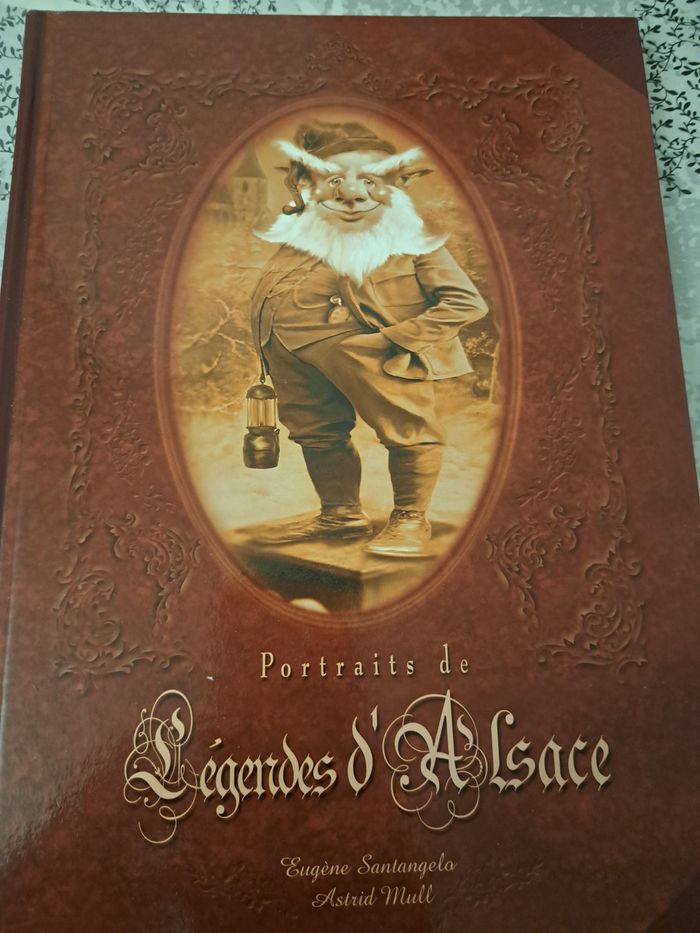 Portraits de
Légendes d'Alsace
Eugène Santangelo
Astrid Mull